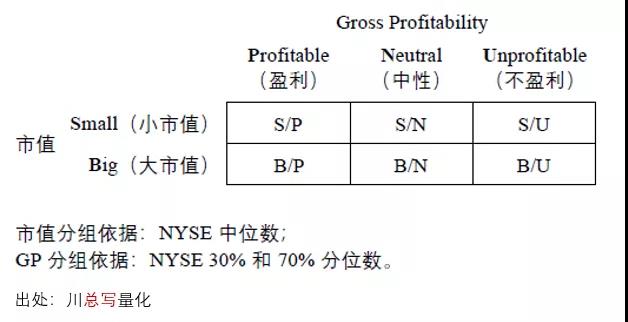 Gross Profitability
Profitable Neutral Unprofitable
（盈利） （中性） （不盈利）
Small（小市值） S/P S/N S/U
市值
Big（大市值） B/P B/N B/U
市值分组依据：NYSE 中位数；
GP 分组依据：NYSE 30% 和 70% 分位数。
出处：川总写量化